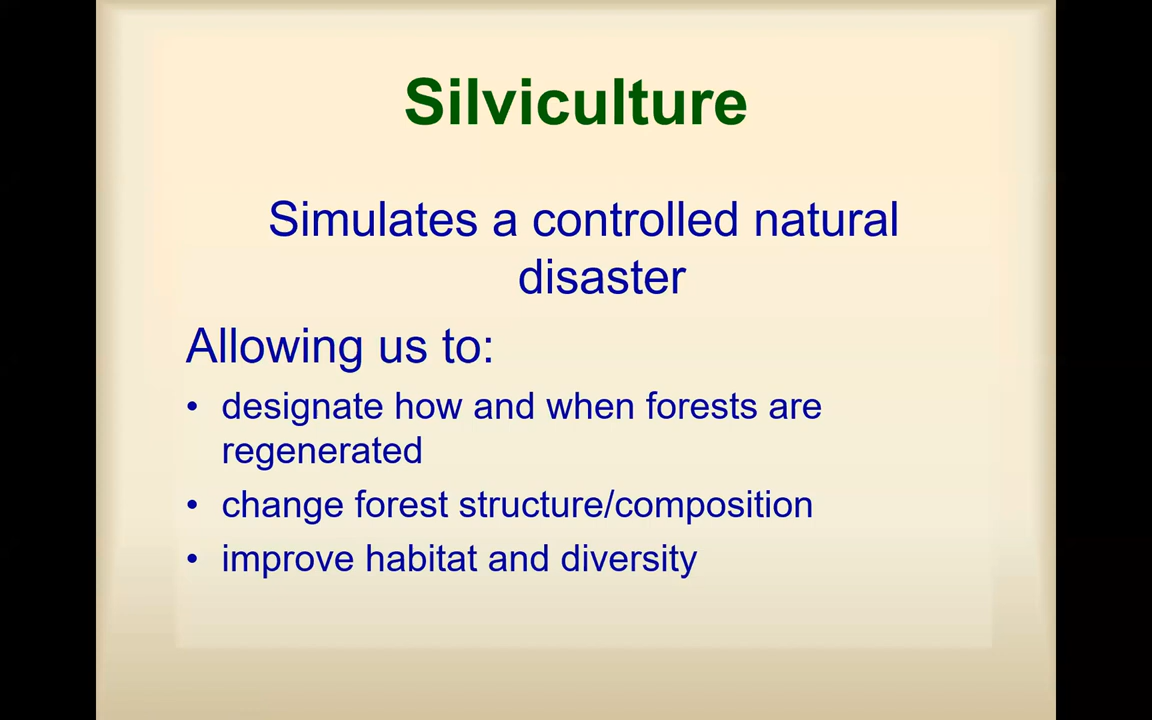 Silviculture
Simulates a controlled natural
disaster
Allowing us to:
• designate how and when forests are
regenerated
• change forest structure/composition
• improve habitat and diversity